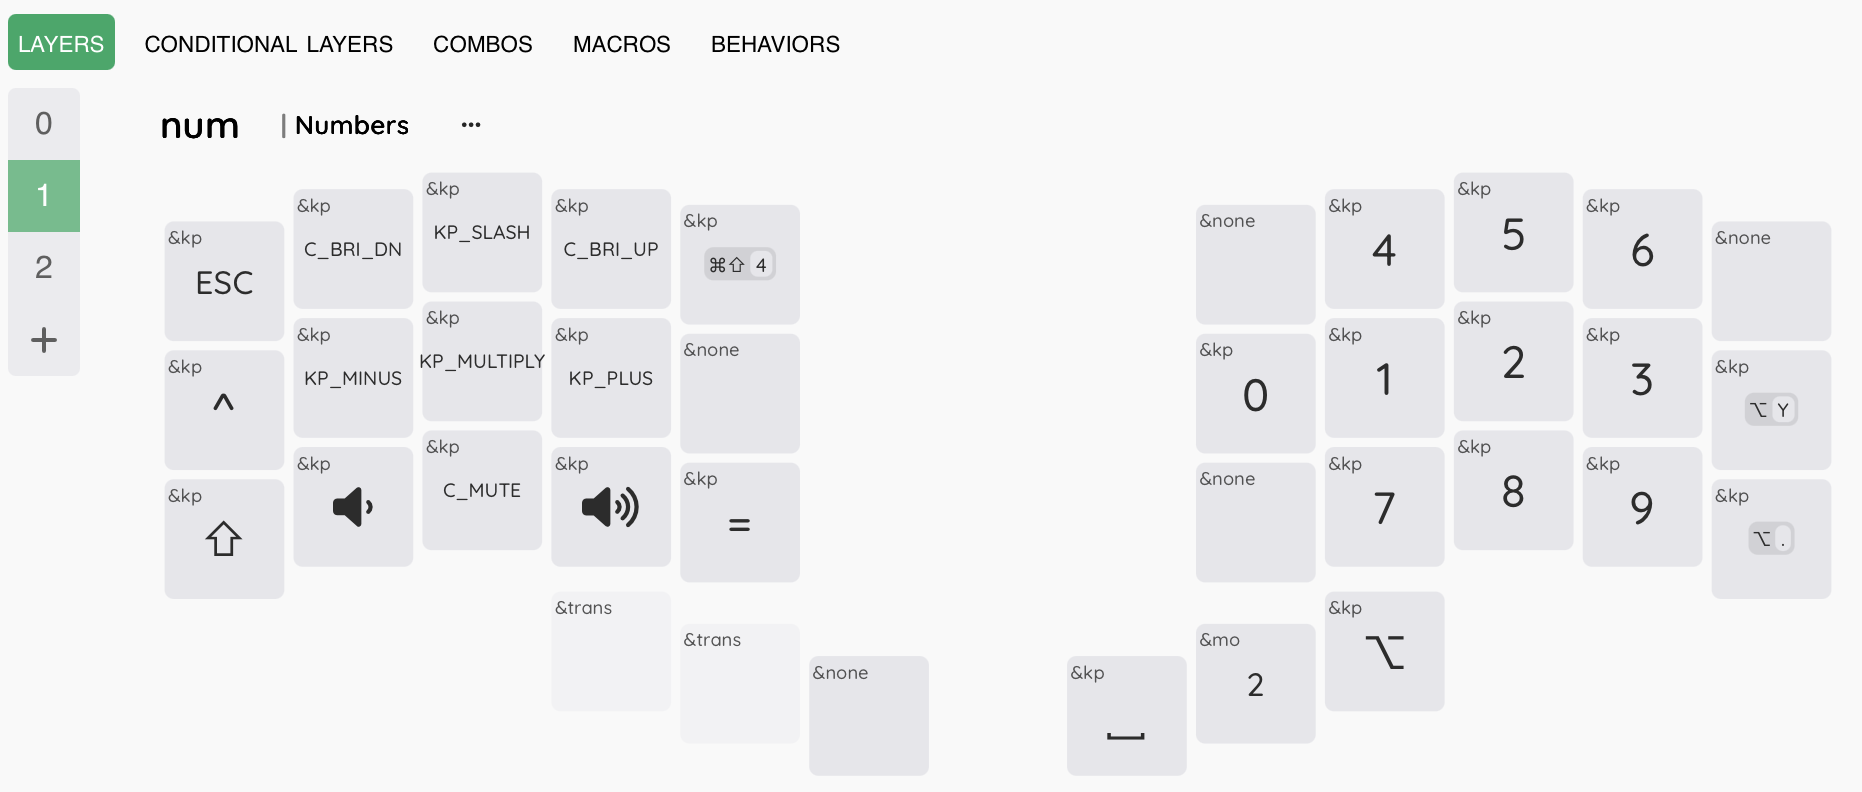 LAYERS CONDITIONAL LAYERS COMBOS MACROS BEHAVIORS
0
1
2
+
num | Numbers ···
&kp ESC
&kp C_BRI_DN
&kp KP_SLASH
&kp C_BRI_UP
&kp ⌘⇧ 4
&none
&kp 4
&kp 5
&kp 6
&none
&kp ^
&kp KP_MINUS
&kp KP_MULTIPLY
&kp KP_PLUS
&none
&kp 0
&kp 1
&kp 2
&kp 3
&kp ⌥ Y
&kp ⇧
&kp
&kp C_MUTE
&kp
&kp =
&none
&kp 7
&kp 8
&kp 9
&kp ⌥ .
&trans
&trans
&none
&kp ⎵
&mo 2
&kp ⌥